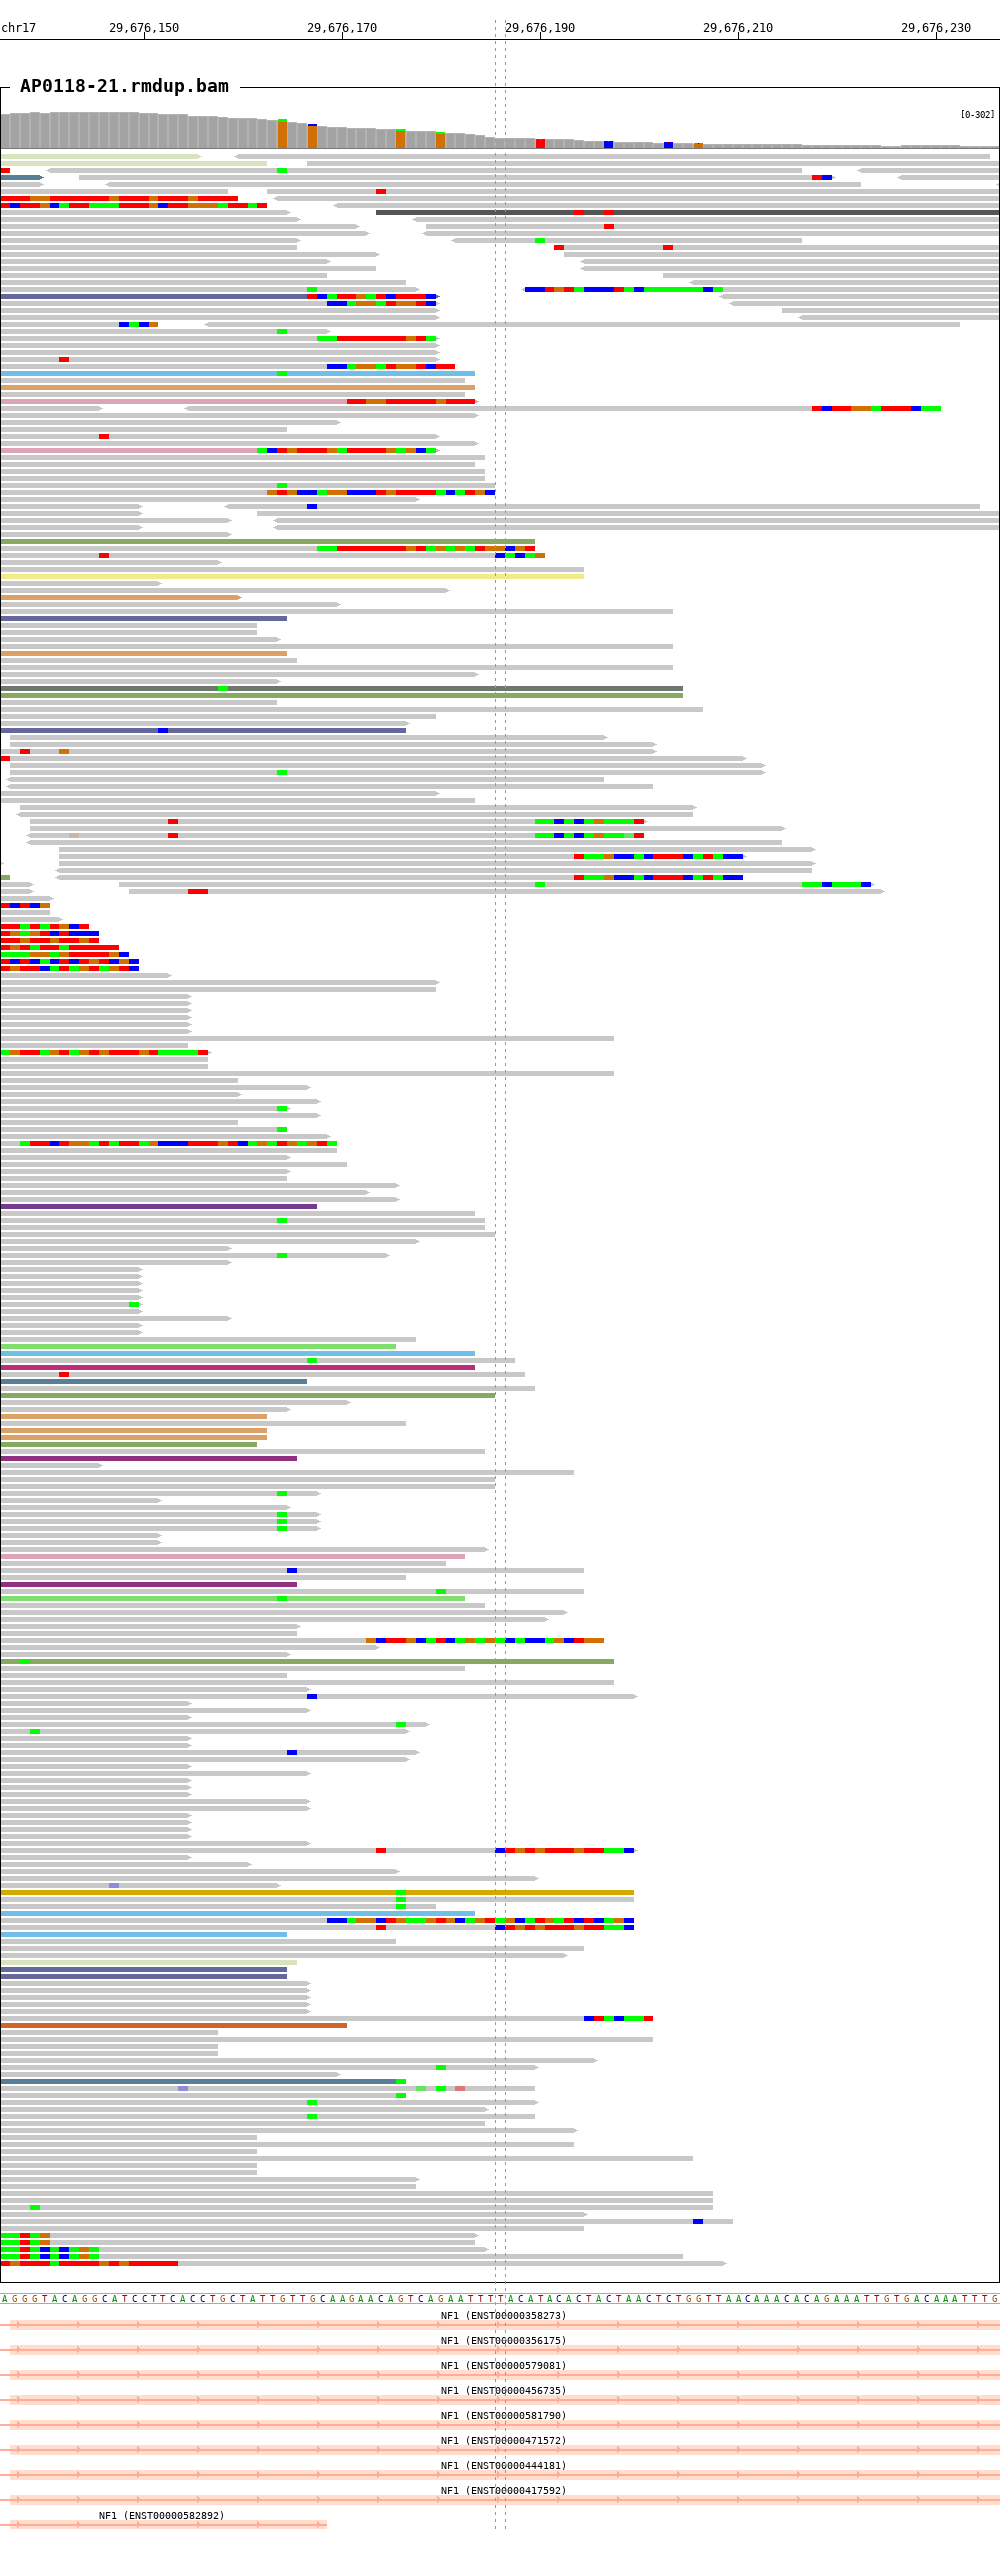 chr17 29,676,150 29,676,170 29,676,190 29,676,210 29,676,230
AP0118-21.rmdup.bam
[0-302]
A G G G T A C A G G C A T C C T T C A C C T G C T A T T G T T G C A A G A A C A G T C A G A A T T T T A C A T A C A C T A C T A A C T C T G G T T A A C A A A C A C A G A A A T T G T G A C A A A T T T G
NF1 (ENST00000358273)
NF1 (ENST00000356175)
NF1 (ENST00000579081)
NF1 (ENST00000456735)
NF1 (ENST00000581790)
NF1 (ENST00000471572)
NF1 (ENST00000444181)
NF1 (ENST00000417592)
NF1 (ENST00000582892)